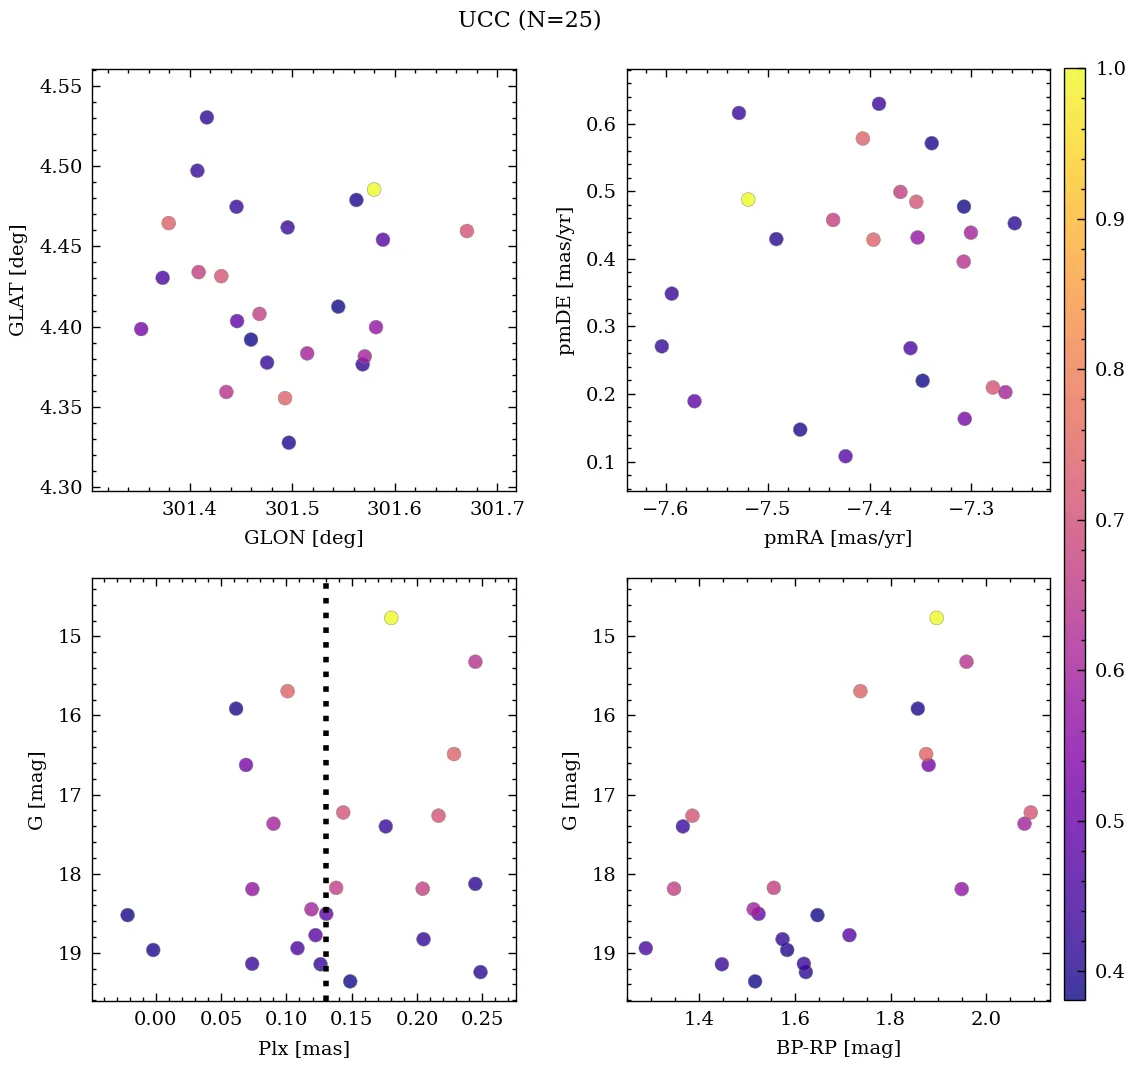 UCC (N=25)
4.55
4.50
4.45
4.40
4.35
4.30
GLAT [deg]
301.4 301.5 301.6 301.7
GLON [deg]
0.6
0.5
0.4
0.3
0.2
0.1
pmDE [mas/yr]
−7.6 −7.5 −7.4 −7.3
pmRA [mas/yr]
15
16
17
18
19
G [mag]
0.00 0.05 0.10 0.15 0.20 0.25
Plx [mas]
15
16
17
18
19
G [mag]
1.4 1.6 1.8 2.0
BP-RP [mag]
1.0
0.9
0.8
0.7
0.6
0.5
0.4